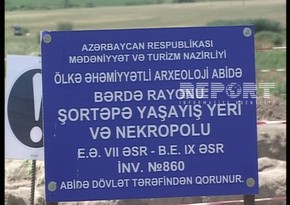 AZƏRBAYCAN RESPUBLİKASI
MƏDƏNİYYƏT VƏ TURİZM NAZİRLİYİ
ÖLKƏ ƏHƏMİYYƏTLİ ARXEOLOJİ ABİDƏ
BƏRDƏ RAYONU
ŞORTƏPƏ YAŞAYIŞ YERİ
VƏ NEKROPOLU
E.Ə. VII ƏSR - B.E. IX ƏSR
İNV. №860
ABİDƏ DÖVLƏT TƏRƏFİNDƏN QORUNUR.
REPORT